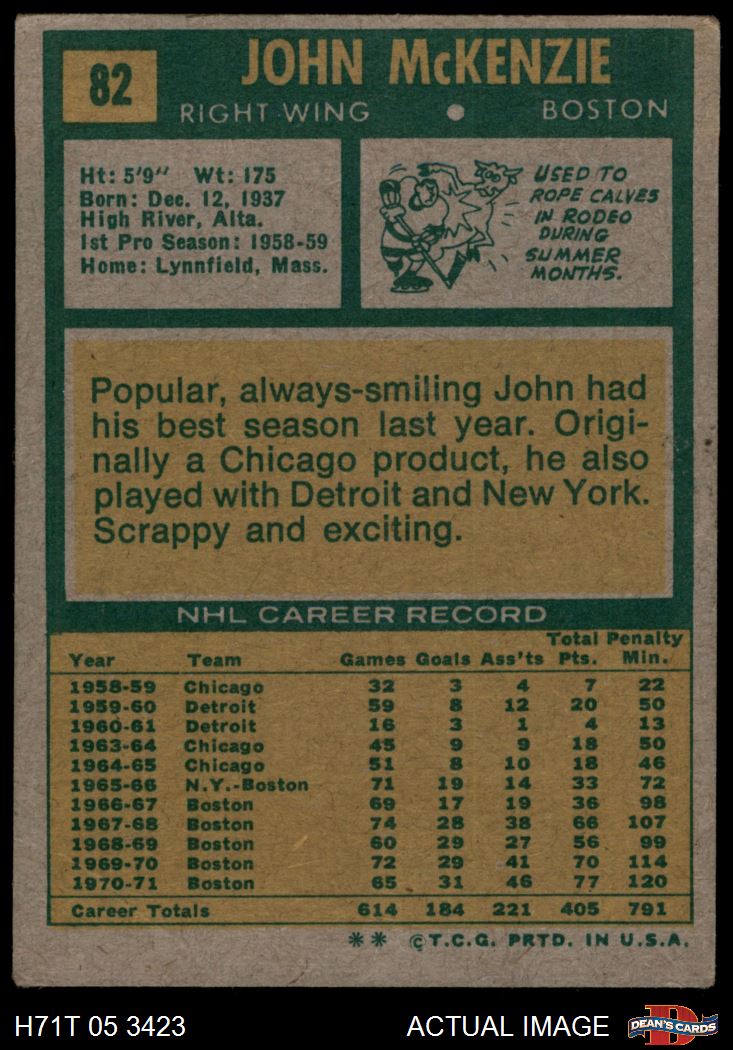 82
JOHN McKENZIE
RIGHT WING • BOSTON
Ht: 5'9" Wt: 175
Born: Dec. 12, 1937
High River, Alta.
1st Pro Season: 1958-59
Home: Lynnfield, Mass.
USED TO
ROPE CALVES
IN RODEO
DURING
SUMMER
MONTHS.
Popular, always-smiling John had
his best season last year. Origi-
nally a Chicago product, he also
played with Detroit and New York.
Scrappy and exciting.
NHL CAREER RECORD
Total Penalty
Year Team Games Goals Ass'ts Pts. Min.
1958-59 Chicago 32 3 4 7 22
1959-60 Detroit 59 8 12 20 50
1960-61 Detroit 16 3 1 4 13
1963-64 Chicago 45 9 9 18 50
1964-65 Chicago 51 8 10 18 46
1965-66 N.Y.-Boston 71 19 14 33 72
1966-67 Boston 69 17 19 36 98
1967-68 Boston 74 28 38 66 107
1968-69 Boston 60 29 27 56 99
1969-70 Boston 72 29 41 70 114
1970-71 Boston 65 31 46 77 120
Career Totals 614 184 221 405 791
** ©T.C.G. PRTD. IN U.S.A.
H71T 05 3423 ACTUAL IMAGE
D
DEAN'S CARDS